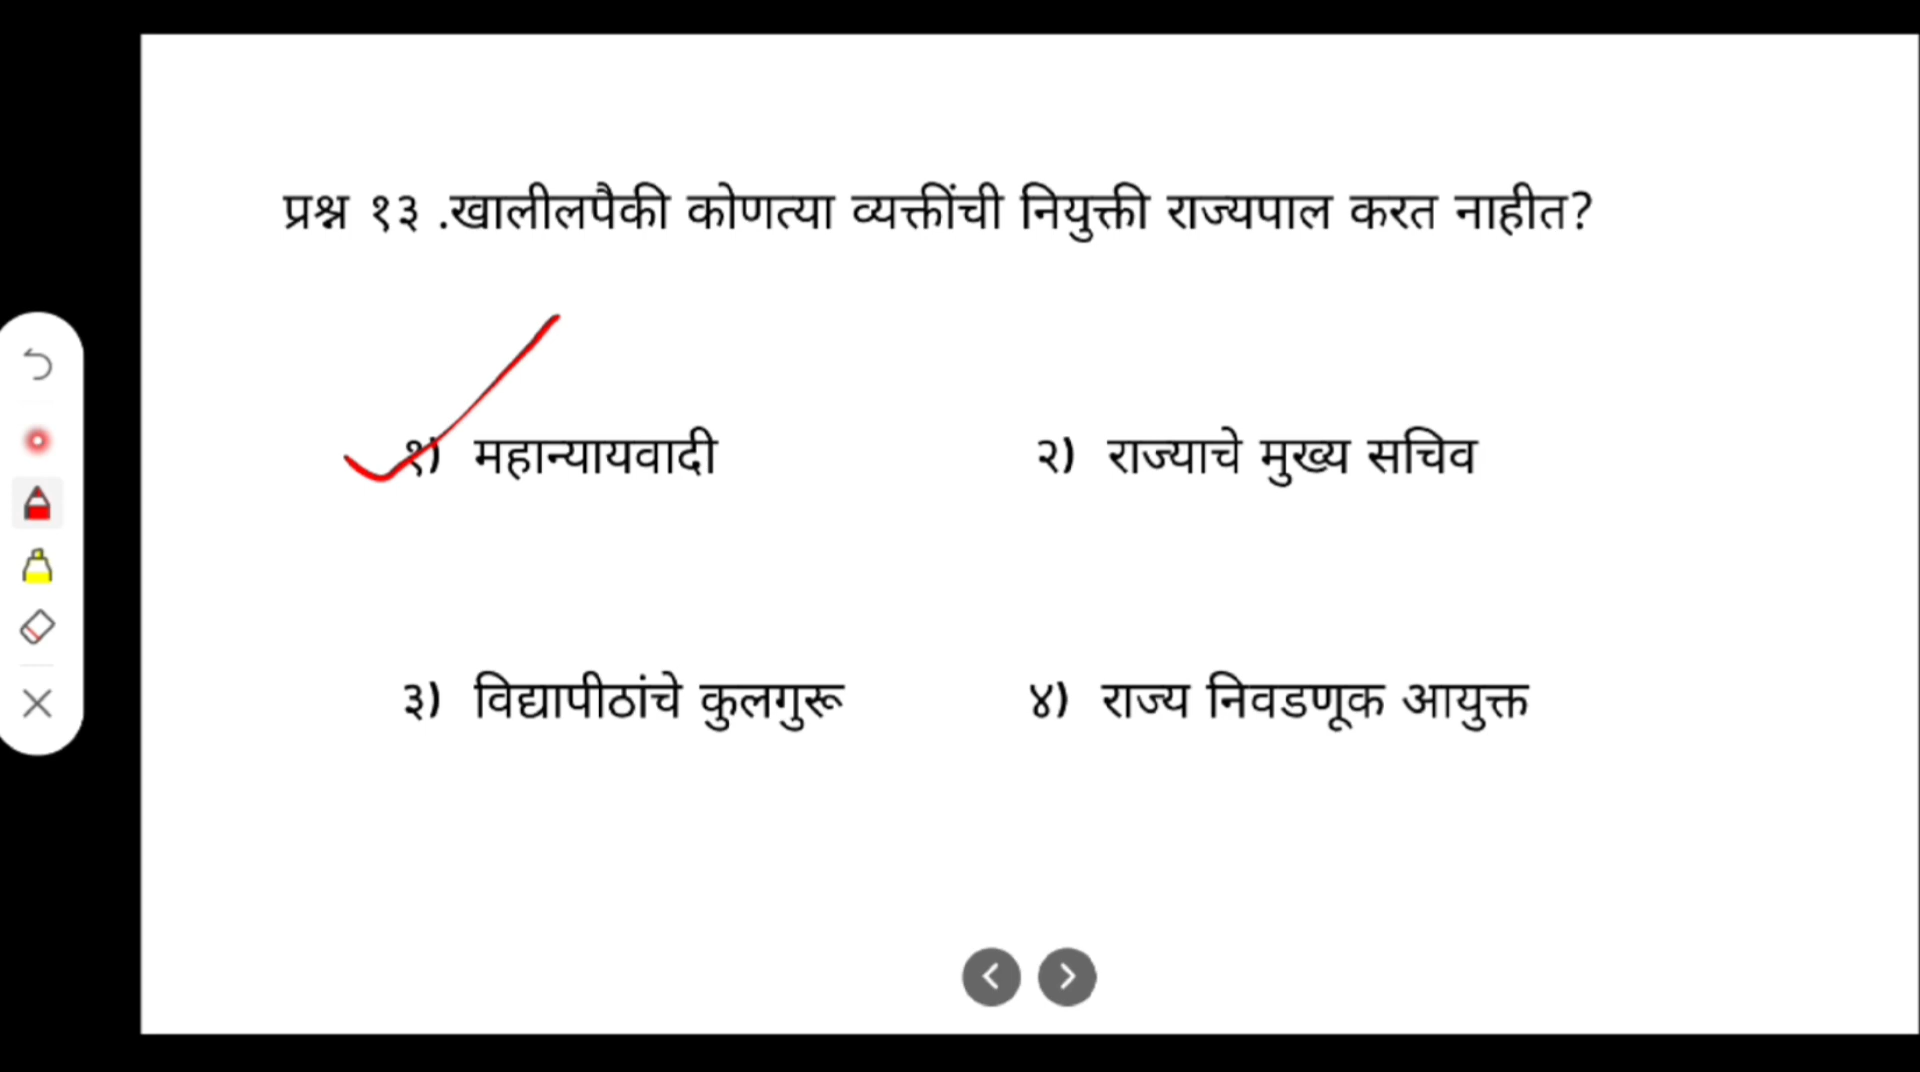 प्रश्न १३ .खालीलपैकी कोणत्या व्यक्तींची नियुक्ती राज्यपाल करत नाहीत?
१) महान्यायवादी
२) राज्याचे मुख्य सचिव
३) विद्यापीठांचे कुलगुरू
४) राज्य निवडणूक आयुक्त